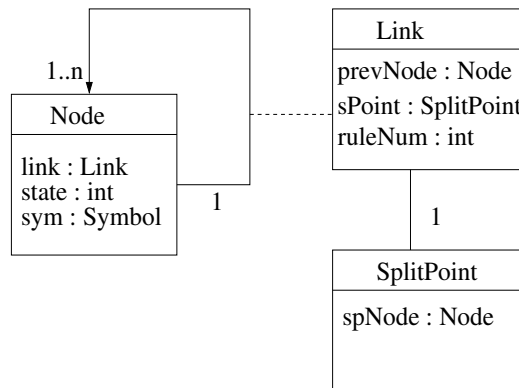 1..n
Node
link : Link
state : int
sym : Symbol
1
Link
prevNode : Node
sPoint : SplitPoint
ruleNum : int
1
SplitPoint
spNode : Node